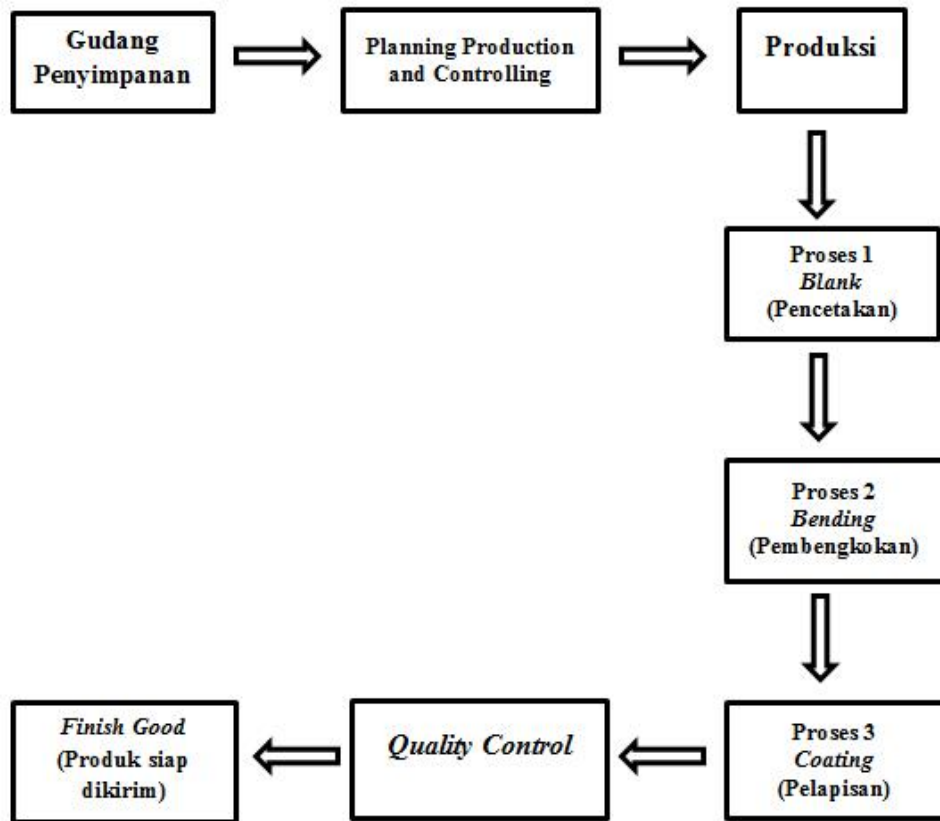 Gudang
Penyimpanan
Planning Production
and Controlling
Produksi
Proses 1
Blank
(Pencetakan)
Proses 2
Bending
(Pembengkokan)
Proses 3
Coating
(Pelapisan)
Quality Control
Finish Good
(Produk siap
dikirim)